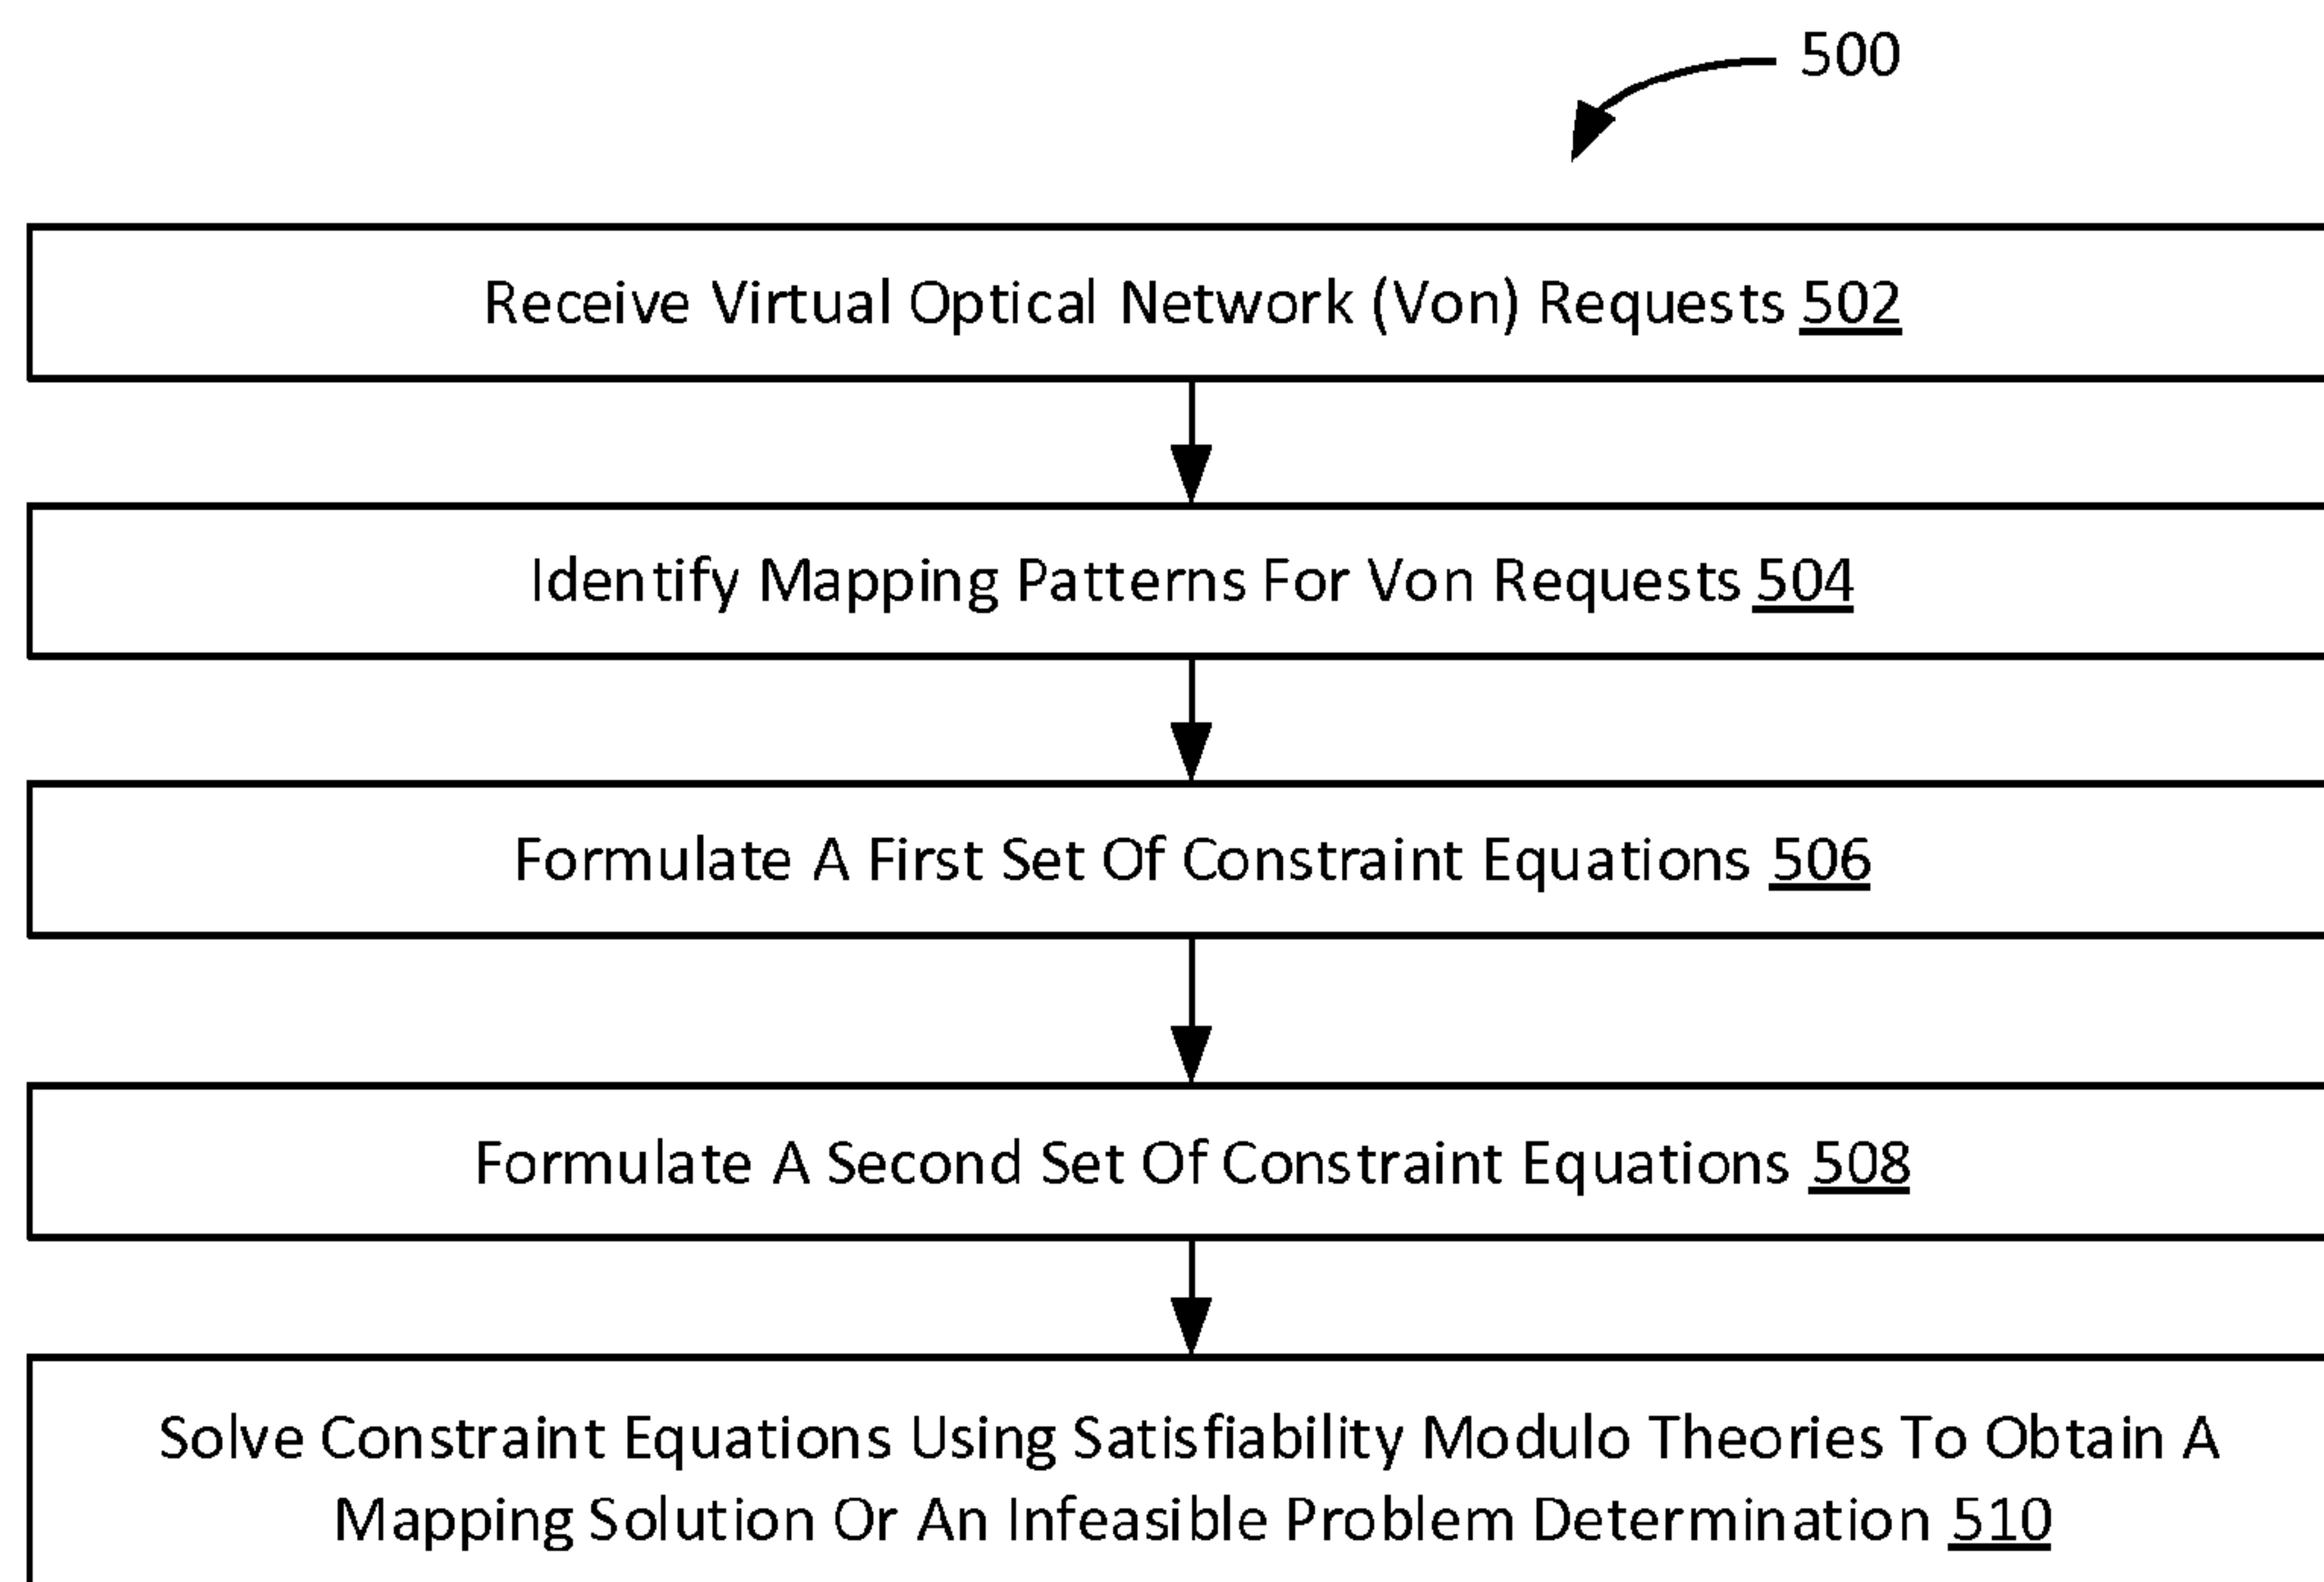 500
Receive Virtual Optical Network (Von) Requests 502
Identify Mapping Patterns For Von Requests 504
Formulate A First Set Of Constraint Equations 506
Formulate A Second Set Of Constraint Equations 508
Solve Constraint Equations Using Satisfiability Modulo Theories To Obtain A
Mapping Solution Or An Infeasible Problem Determination 510